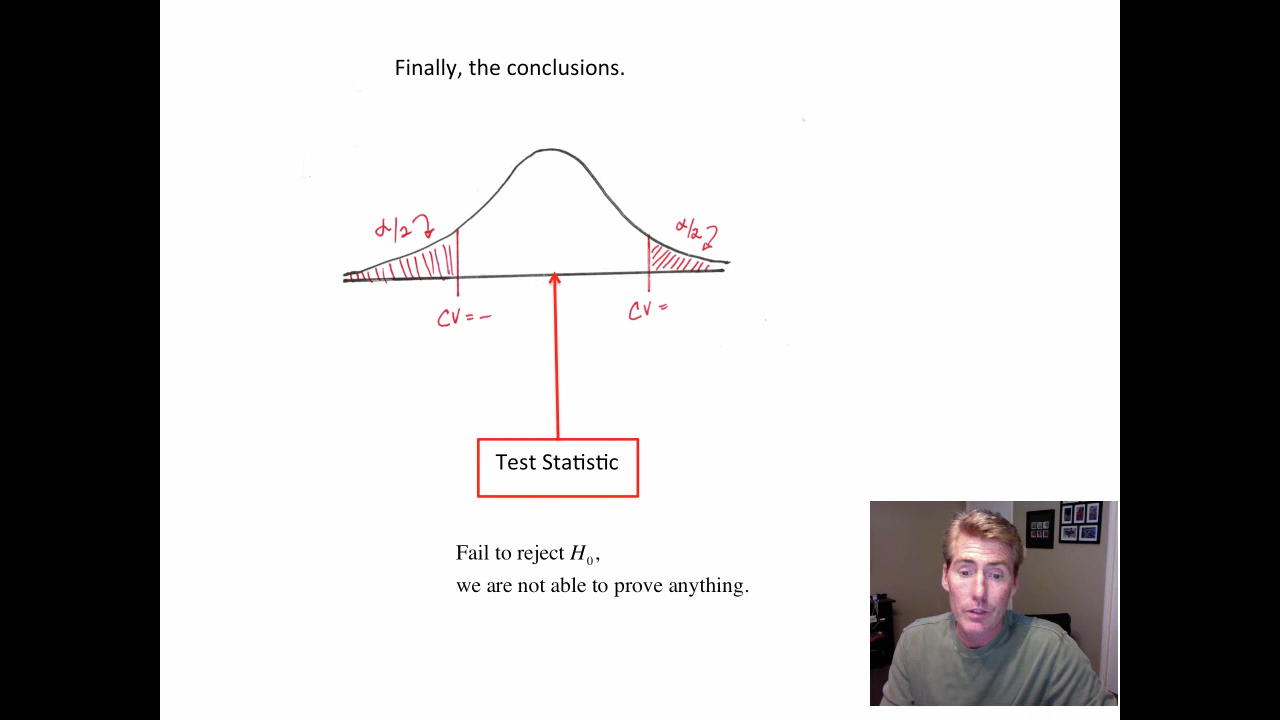 Finally, the conclusions.
α/2 α/2
CV = - CV =
Test Statistic
Fail to reject H₀,
we are not able to prove anything.